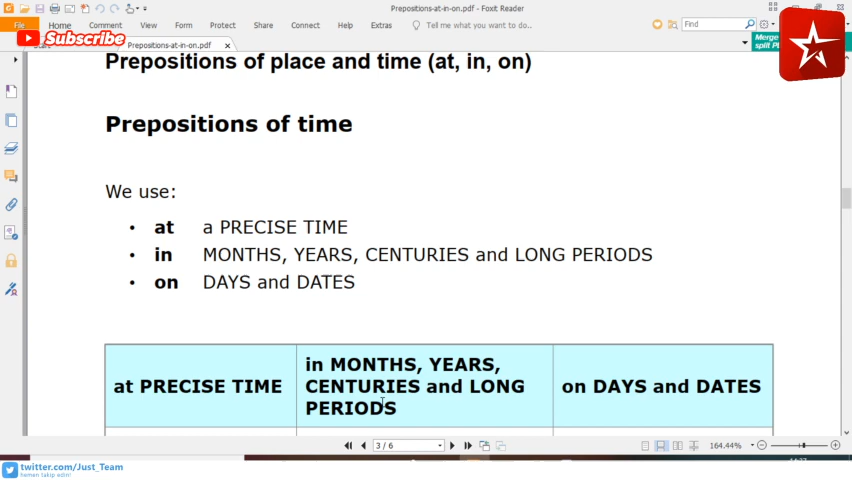 Prepositions-at-in-on.pdf - Foxit Reader
File Home Comment View Form Protect Share Connect Help Extras Tell me what you want to do.. Find
Subscribe
Prepositions-at-in-on.pdf
Merge
split P
Prepositions of place and time (at, in, on)
Prepositions of time
We use:
• at a PRECISE TIME
• in MONTHS, YEARS, CENTURIES and LONG PERIODS
• on DAYS and DATES
at PRECISE TIME
in MONTHS, YEARS,
CENTURIES and LONG
PERIODS
on DAYS and DATES
3 / 6
164.44%
twitter.com/Just_Team
hemen takip edin!